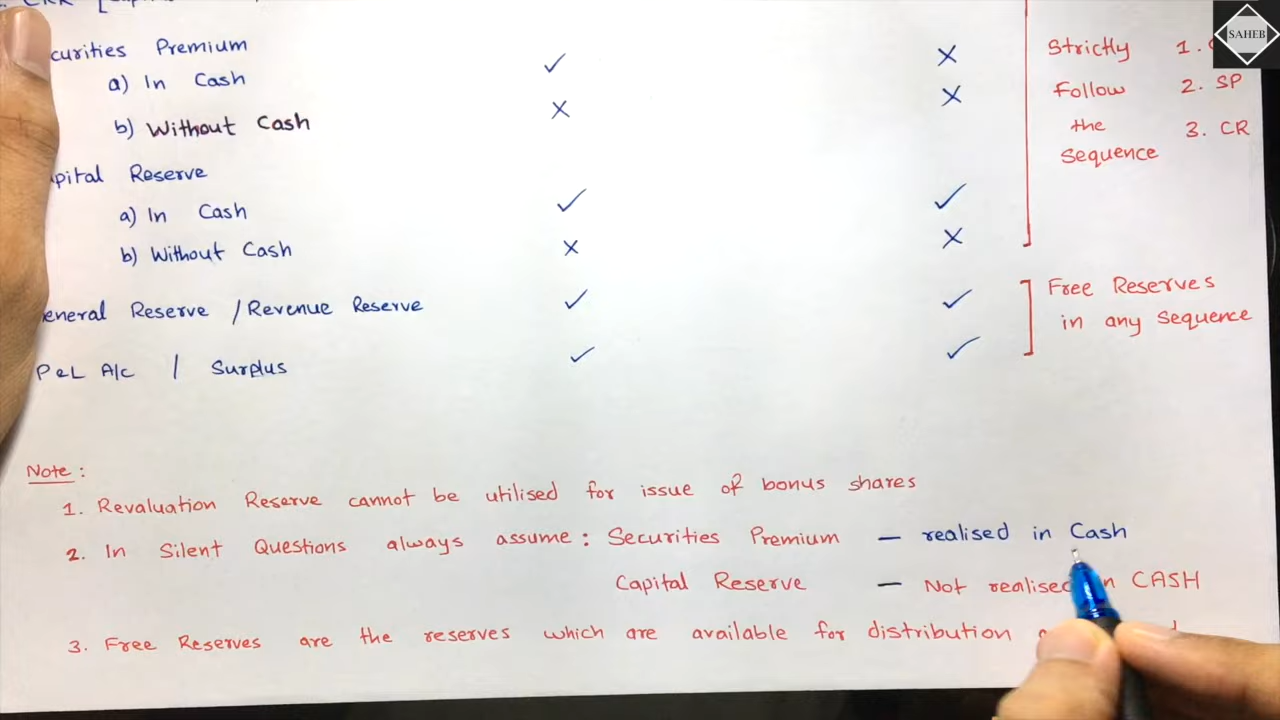 SAHEB
curities Premium
a) In Cash ✓ ✗
b) Without Cash ✗ ✗
Strictly 1.
Follow 2. SP
the 3. CR
Sequence
pital Reserve
a) In Cash ✓ ✓
b) Without Cash ✗ ✗
eneral Reserve / Revenue Reserve ✓ ✓
P&L A/c / Surplus ✓ ✓
Free Reserves
in any Sequence
Note :
1. Revaluation Reserve cannot be utilised for issue of bonus shares
2. In Silent Questions always assume : Securities Premium — realised in Cash
Capital Reserve — Not realised in CASH
3. Free Reserves are the reserves which are available for distribution